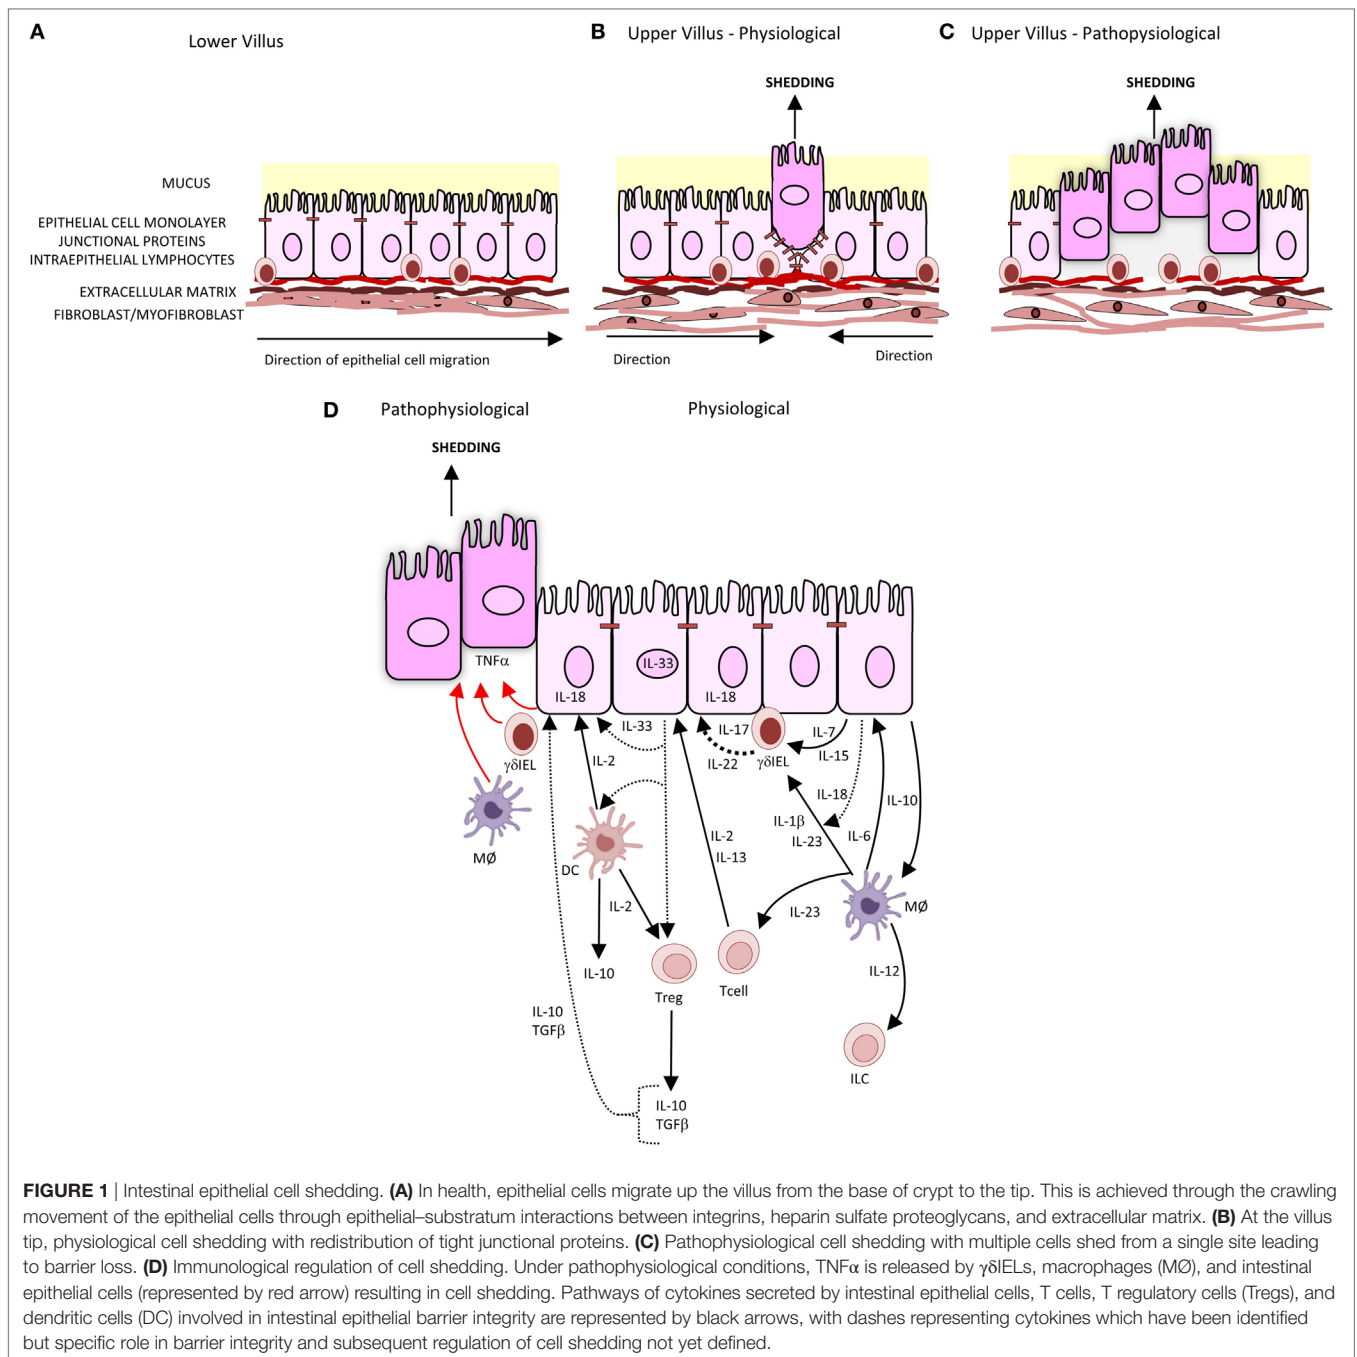 A
Lower Villus
B
Upper Villus - Physiological
C
Upper Villus - Pathopysiological
SHEDDING
SHEDDING
MUCUS
EPITHELIAL CELL MONOLAYER
JUNCTIONAL PROTEINS
INTRAEPITHELIAL LYMPHOCYTES
EXTRACELLULAR MATRIX
FIBROBLAST/MYOFIBROBLAST
Direction of epithelial cell migration
Direction
Direction
D
Pathophysiological
Physiological
SHEDDING
TNFα
IL-33
IL-18
IL-18
IL-33
IL-17
IL-7
γδIEL
IL-2
IL-22
γδIEL
IL-15
IL-18
IL-10
IL-1β
IL-23
IL-6
IL-2
IL-13
MØ
DC
IL-2
IL-23
MØ
IL-10
Treg
Tcell
IL-12
IL-10
TGFβ
ILC
IL-10
TGFβ
FIGURE 1 | Intestinal epithelial cell shedding. (A) In health, epithelial cells migrate up the villus from the base of crypt to the tip. This is achieved through the crawling
movement of the epithelial cells through epithelial–substratum interactions between integrins, heparin sulfate proteoglycans, and extracellular matrix. (B) At the villus
tip, physiological cell shedding with redistribution of tight junctional proteins. (C) Pathophysiological cell shedding with multiple cells shed from a single site leading
to barrier loss. (D) Immunological regulation of cell shedding. Under pathophysiological conditions, TNFα is released by γδIELs, macrophages (MØ), and intestinal
epithelial cells (represented by red arrow) resulting in cell shedding. Pathways of cytokines secreted by intestinal epithelial cells, T cells, T regulatory cells (Tregs), and
dendritic cells (DC) involved in intestinal epithelial barrier integrity are represented by black arrows, with dashes representing cytokines which have been identified
but specific role in barrier integrity and subsequent regulation of cell shedding not yet defined.